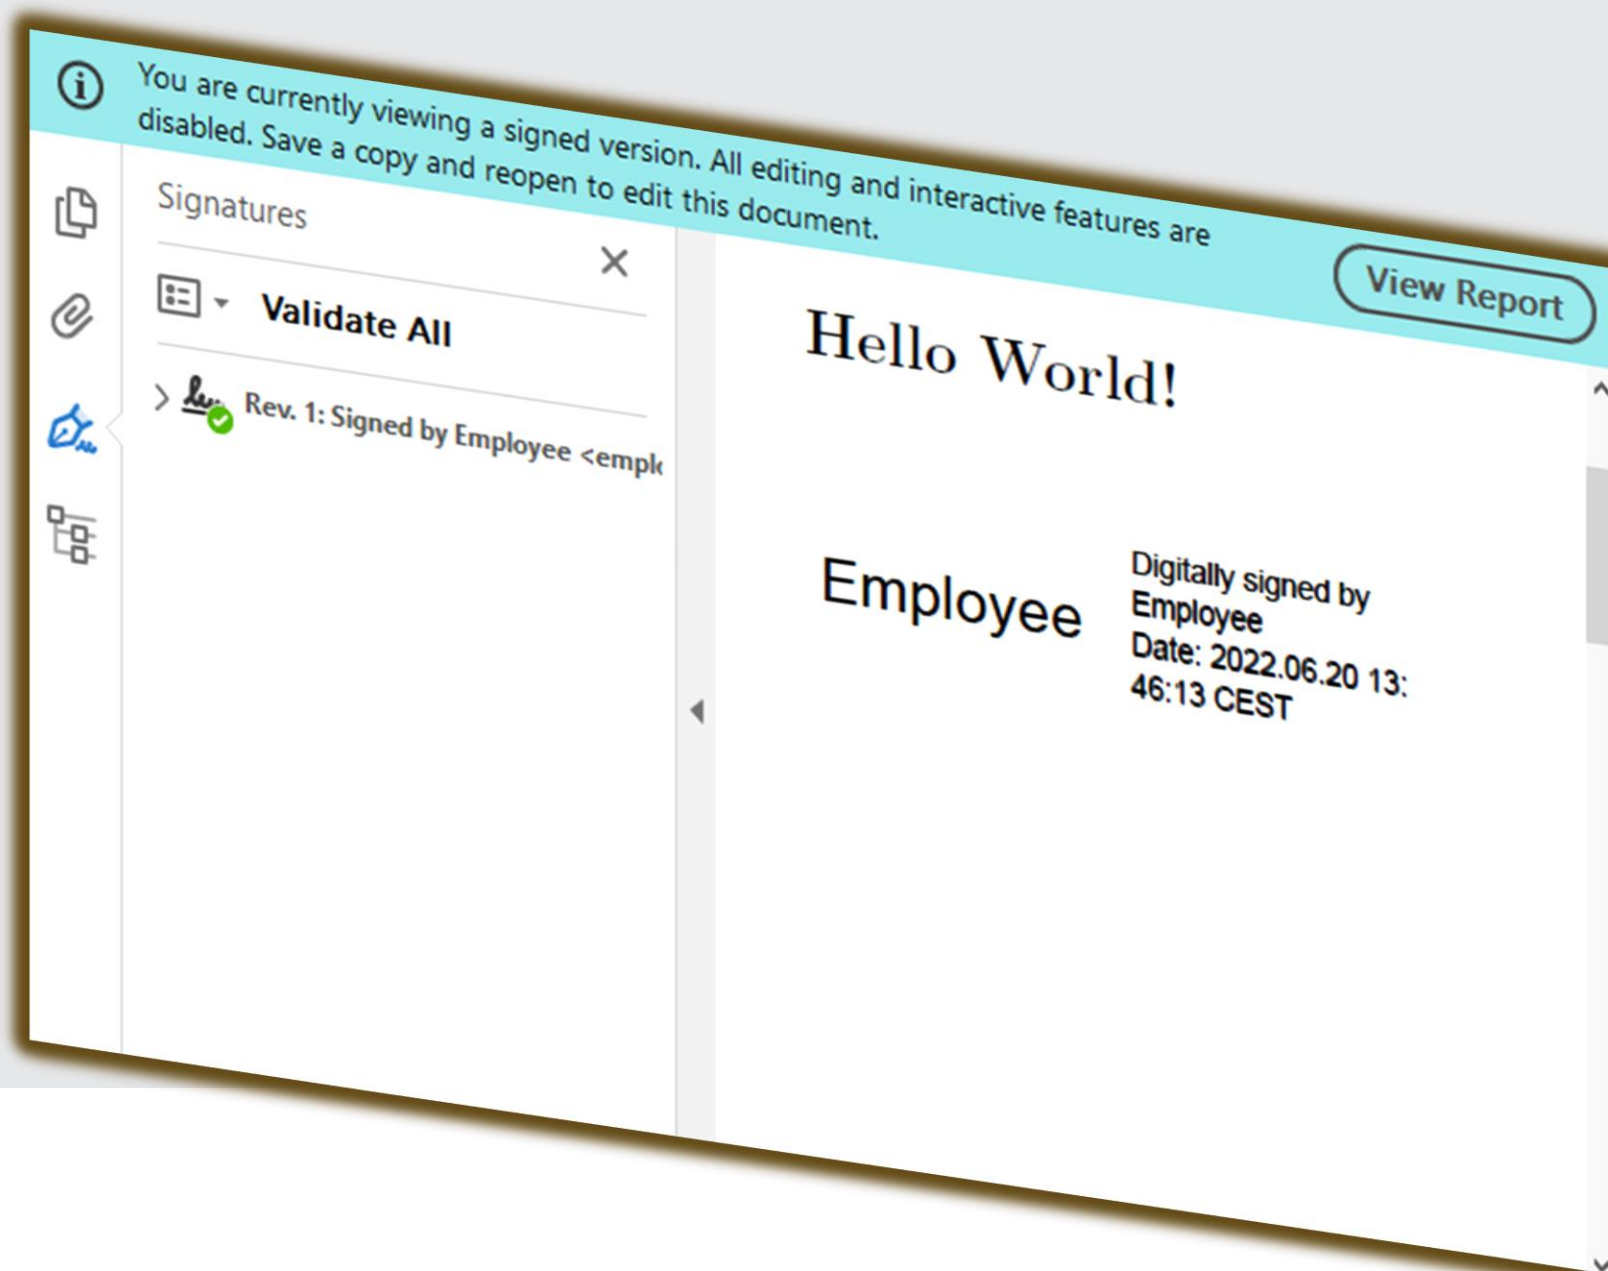 You are currently viewing a signed version. All editing and interactive features are
disabled. Save a copy and reopen to edit this document.
View Report
Signatures
Validate All
Rev. 1: Signed by Employee <empl
Hello World!
Employee
Digitally signed by
Employee
Date: 2022.06.20 13:
46:13 CEST